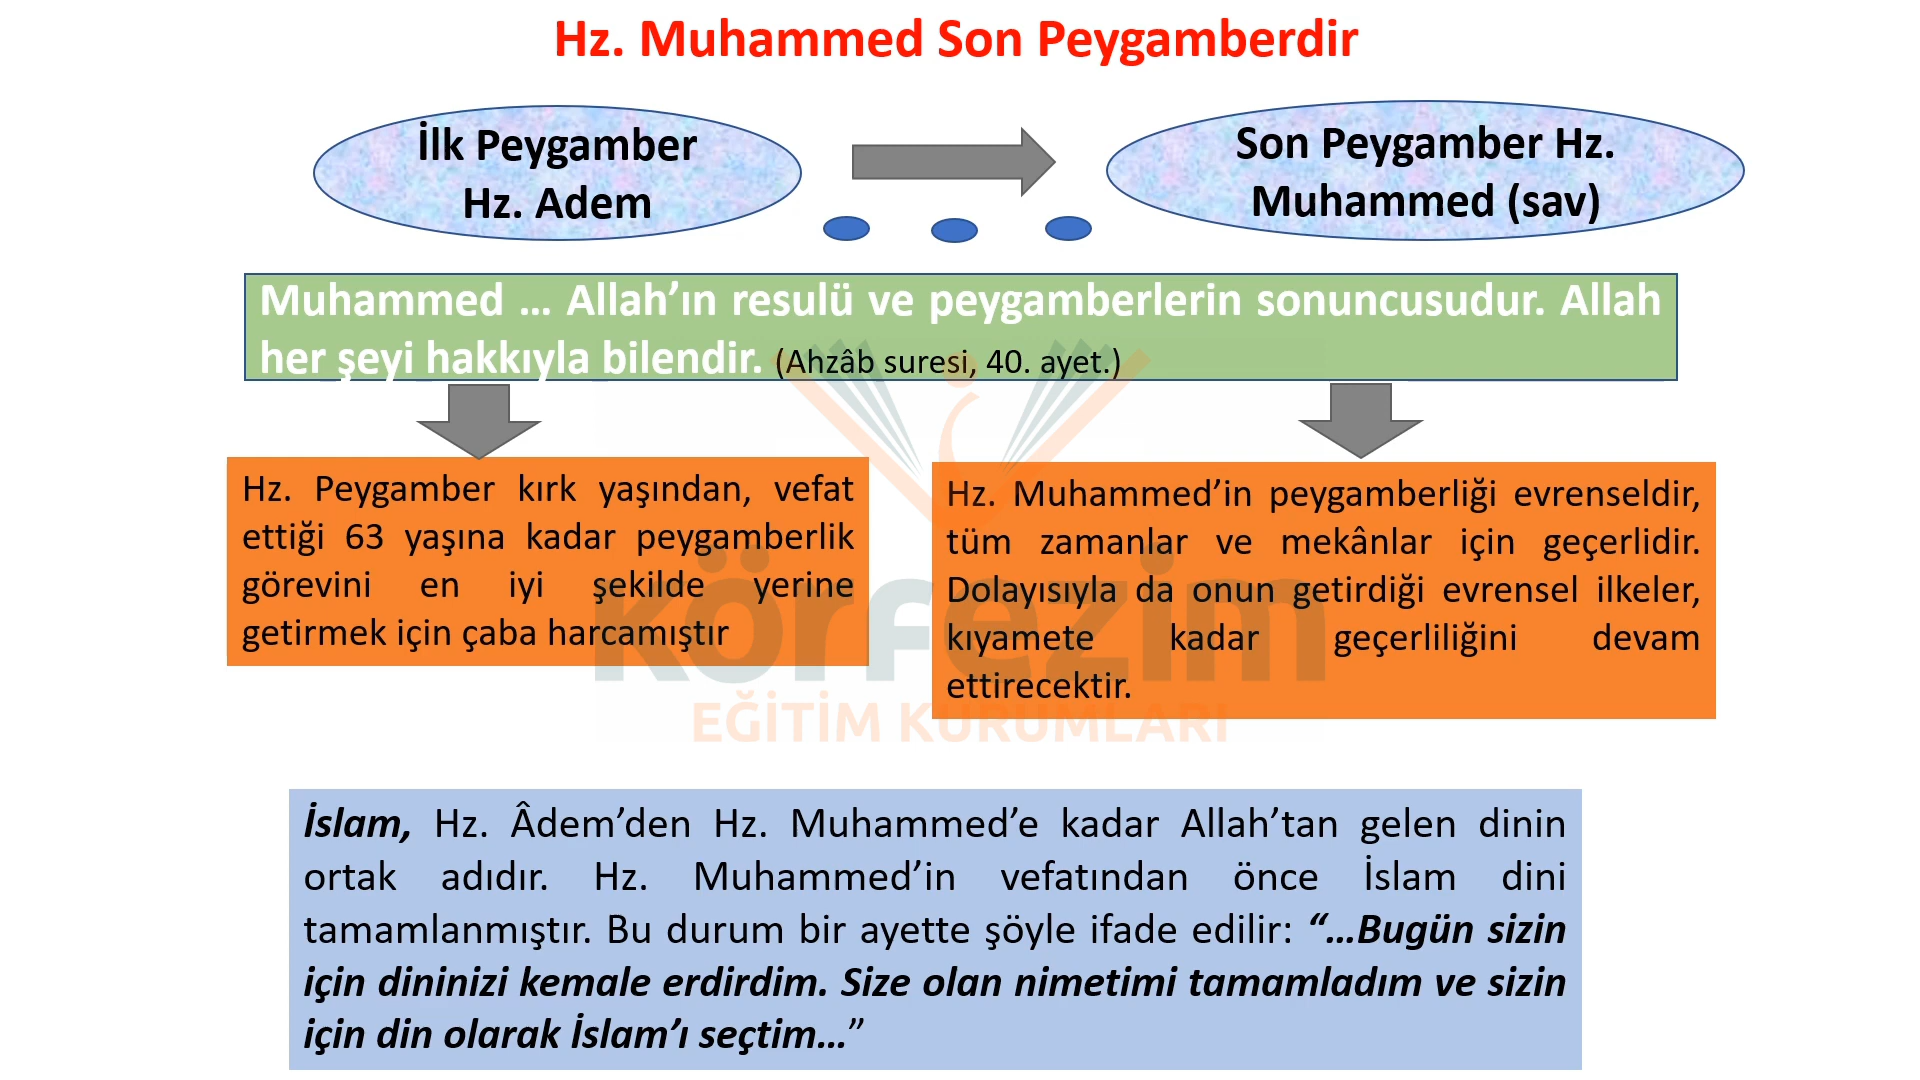 Hz. Muhammed Son Peygamberdir
İlk Peygamber
Hz. Adem
Son Peygamber Hz.
Muhammed (sav)
Muhammed … Allah’ın resulü ve peygamberlerin sonuncusudur. Allah
her şeyi hakkıyla bilendir. (Ahzâb suresi, 40. ayet.)
Hz. Peygamber kırk yaşından, vefat
ettiği 63 yaşına kadar peygamberlik
görevini en iyi şekilde yerine
getirmek için çaba harcamıştır
Hz. Muhammed’in peygamberliği evrenseldir,
tüm zamanlar ve mekânlar için geçerlidir.
Dolayısıyla da onun getirdiği evrensel ilkeler,
kıyamete kadar geçerliliğini devam
ettirecektir.
körfezim
EĞİTİM KURUMLARI
İslam, Hz. Âdem’den Hz. Muhammed’e kadar Allah’tan gelen dinin
ortak adıdır. Hz. Muhammed’in vefatından önce İslam dini
tamamlanmıştır. Bu durum bir ayette şöyle ifade edilir: “…Bugün sizin
için dininizi kemale erdirdim. Size olan nimetimi tamamladım ve sizin
için din olarak İslam’ı seçtim…”